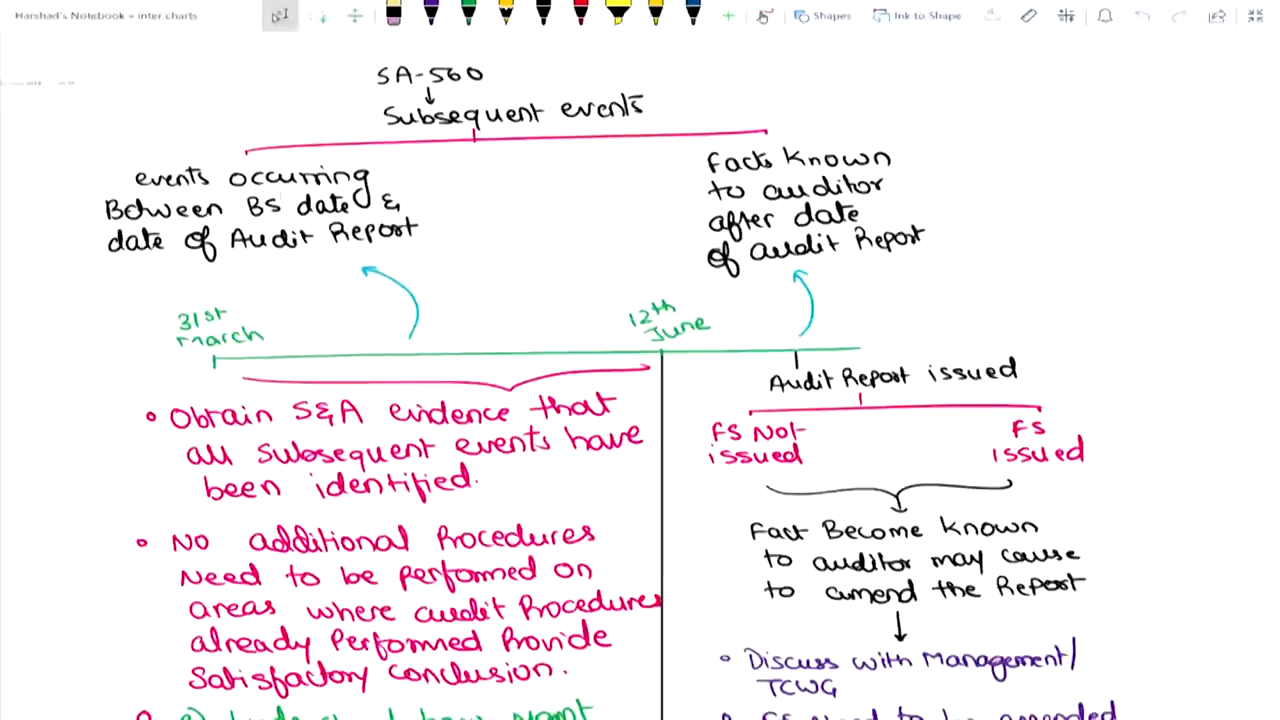 Harshad's Notebook » inter charts
Shapes
Ink to Shape
SA-560
Subsequent events
events occurring
Between BS date &
date of Audit Report
Facts known
to auditor
after date
of audit Report
31st
March
12th
June
Audit Report issued
• Obtain S&A evidence that
all subsequent events have
been identified.
• No additional Procedures
Need to be performed on
areas where audit Procedures
already Performed Provide
Satisfactory conclusion.
FS Not
issued
FS
issued
Fact Become known
to auditor may cause
to amend the Report
• Discuss with Management/
TCWG